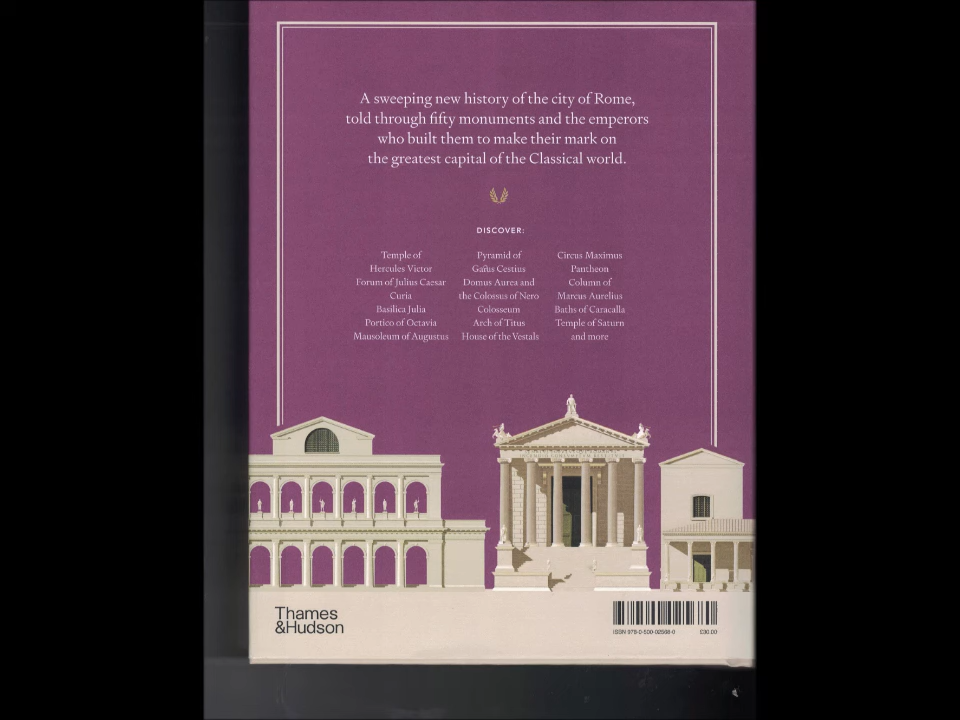 A sweeping new history of the city of Rome,
told through fifty monuments and the emperors
who built them to make their mark on
the greatest capital of the Classical world.
DISCOVER:
Temple of
Hercules Victor
Forum of Julius Caesar
Curia
Basilica Julia
Portico of Octavia
Mausoleum of Augustus
Pyramid of
Gaius Cestius
Domus Aurea and
the Colossus of Nero
Colosseum
Arch of Titus
House of the Vestals
Circus Maximus
Pantheon
Column of
Marcus Aurelius
Baths of Caracalla
Temple of Saturn
and more
Thames
&Hudson
£30.00